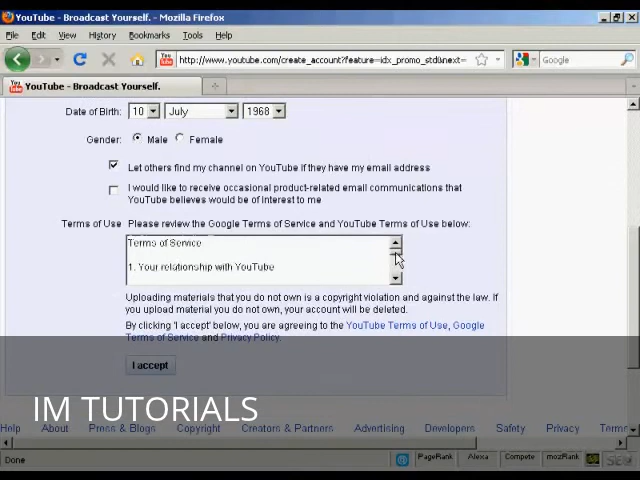 YouTube - Broadcast Yourself. - Mozilla Firefox
File Edit View History Bookmarks Tools Help
http://www.youtube.com/create_account?feature=idx_promo_std&next= Google
YouTube - Broadcast Yourself.
Date of Birth: 10 July 1968
Gender: Male Female
Let others find my channel on YouTube if they have my email address
I would like to receive occasional product-related email communications that
YouTube believes would be of interest to me
Terms of Use Please review the Google Terms of Service and YouTube Terms of Use below:
Terms of Service
1. Your relationship with YouTube
Uploading materials that you do not own is a copyright violation and against the law. If
you upload material you do not own, your account will be deleted.
By clicking 'I accept' below, you are agreeing to the YouTube Terms of Use, Google
Terms of Service and Privacy Policy.
I accept
IM TUTORIALS
Help About Press & Blogs Copyright Creators & Partners Advertising Developers Safety Privacy Terms
Done PageRank Alexa Compete mozRank SEO